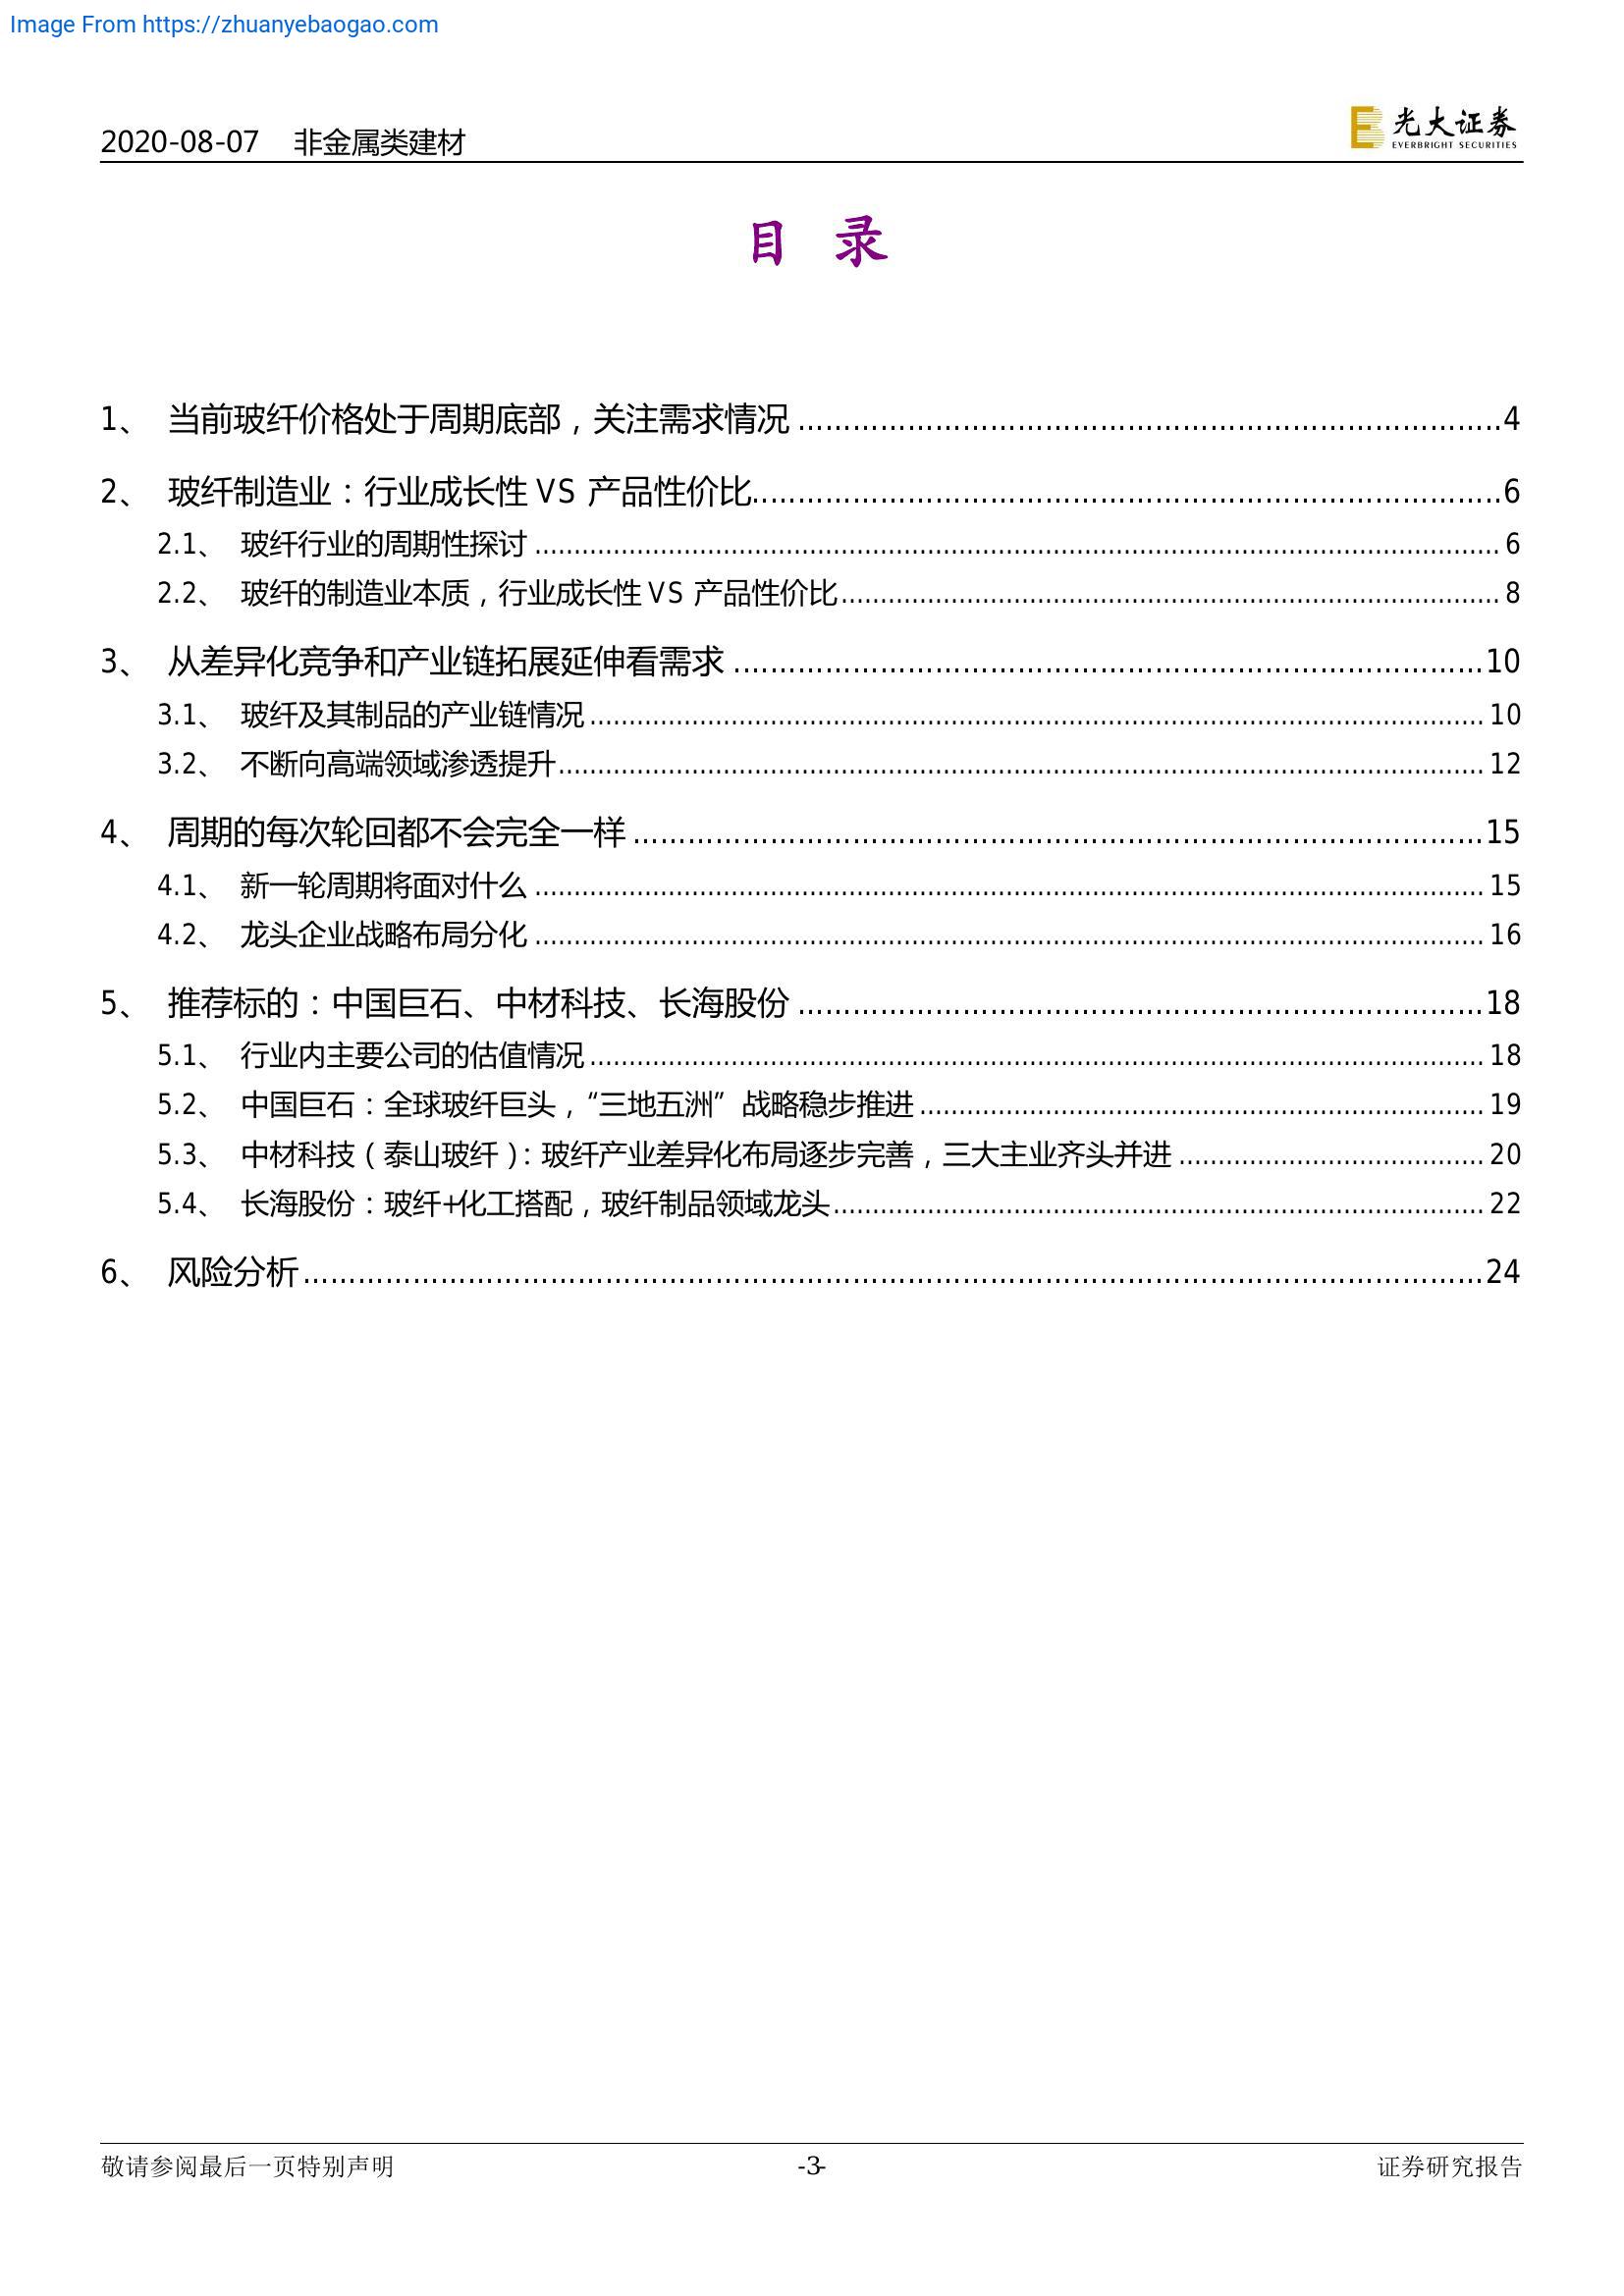 Image From https://zhuanyebaogao.com
2020-08-07 非金属类建材
光大证券
EVERBRIGHT SECURITIES
目 录
1、 当前玻纤价格处于周期底部，关注需求情况 ........................................ 4
2、 玻纤制造业：行业成长性 VS 产品性价比 ........................................ 6
2.1、 玻纤行业的周期性探讨 ........................................ 6
2.2、 玻纤的制造业本质，行业成长性 VS 产品性价比 ........................................ 8
3、 从差异化竞争和产业链拓展延伸看需求 ........................................ 10
3.1、 玻纤及其制品的产业链情况 ........................................ 10
3.2、 不断向高端领域渗透提升 ........................................ 12
4、 周期的每次轮回都不会完全一样 ........................................ 15
4.1、 新一轮周期将面对什么 ........................................ 15
4.2、 龙头企业战略布局分化 ........................................ 16
5、 推荐标的：中国巨石、中材科技、长海股份 ........................................ 18
5.1、 行业内主要公司的估值情况 ........................................ 18
5.2、 中国巨石：全球玻纤巨头，“三地五洲”战略稳步推进 ........................................ 19
5.3、 中材科技（泰山玻纤）：玻纤产业差异化布局逐步完善，三大主业齐头并进 ........................................ 20
5.4、 长海股份：玻纤+化工搭配，玻纤制品领域龙头 ........................................ 22
6、 风险分析 ........................................ 24
敬请参阅最后一页特别声明 -3- 证券研究报告